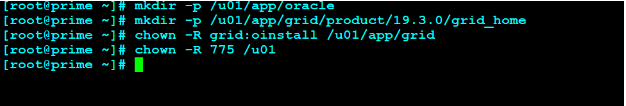 [root@prime ~]# mkdir -p /u01/app/oracle
[root@prime ~]# mkdir -p /u01/app/grid/product/19.3.0/grid_home
[root@prime ~]# chown -R grid:oinstall /u01/app/grid
[root@prime ~]# chown -R 775 /u01
[root@prime ~]#